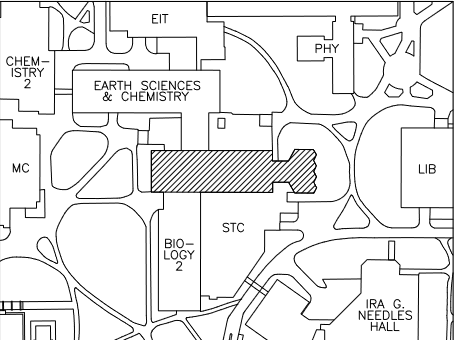 EIT
PHY
CHEM-
ISTRY
2
EARTH SCIENCES
& CHEMISTRY
MC
LIB
STC
BIO-
LOGY
2
IRA G.
NEEDLES
HALL